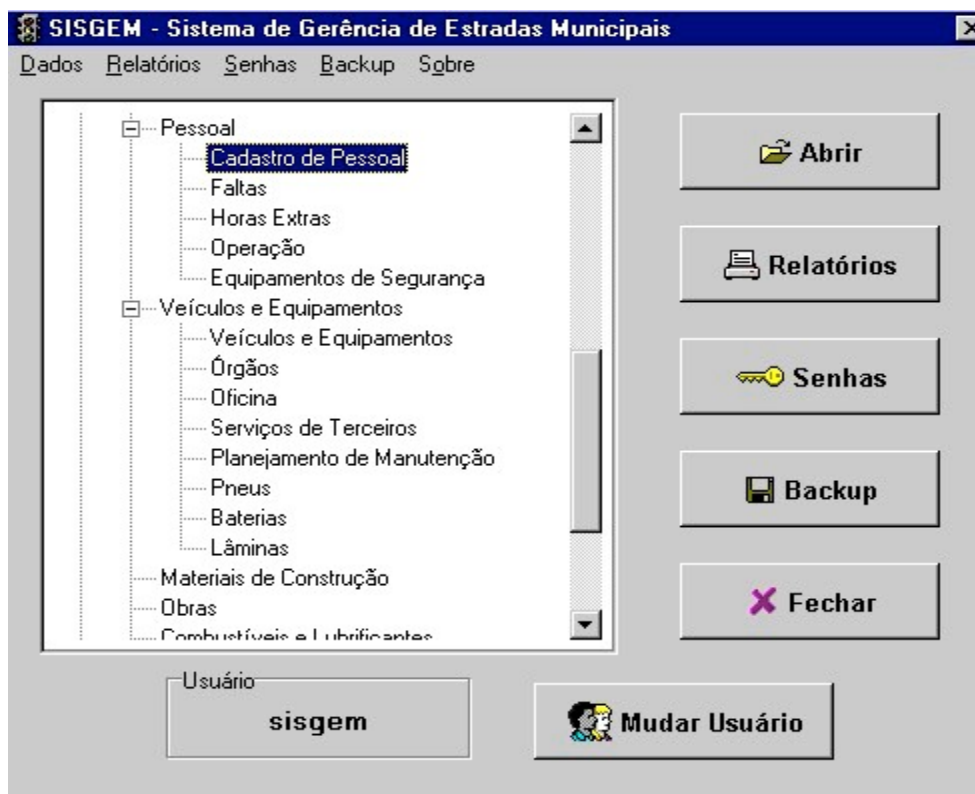 SISGEM - Sistema de Gerência de Estradas Municipais
Dados Relatórios Senhas Backup Sobre
Pessoal
Cadastro de Pessoal
Faltas
Horas Extras
Operação
Equipamentos de Segurança
Veículos e Equipamentos
Veículos e Equipamentos
Órgãos
Oficina
Serviços de Terceiros
Planejamento de Manutenção
Pneus
Baterias
Lâminas
Materiais de Construção
Obras
Combustíveis e Lubrificantes
Abrir
Relatórios
Senhas
Backup
Fechar
Usuário
sisgem
Mudar Usuário